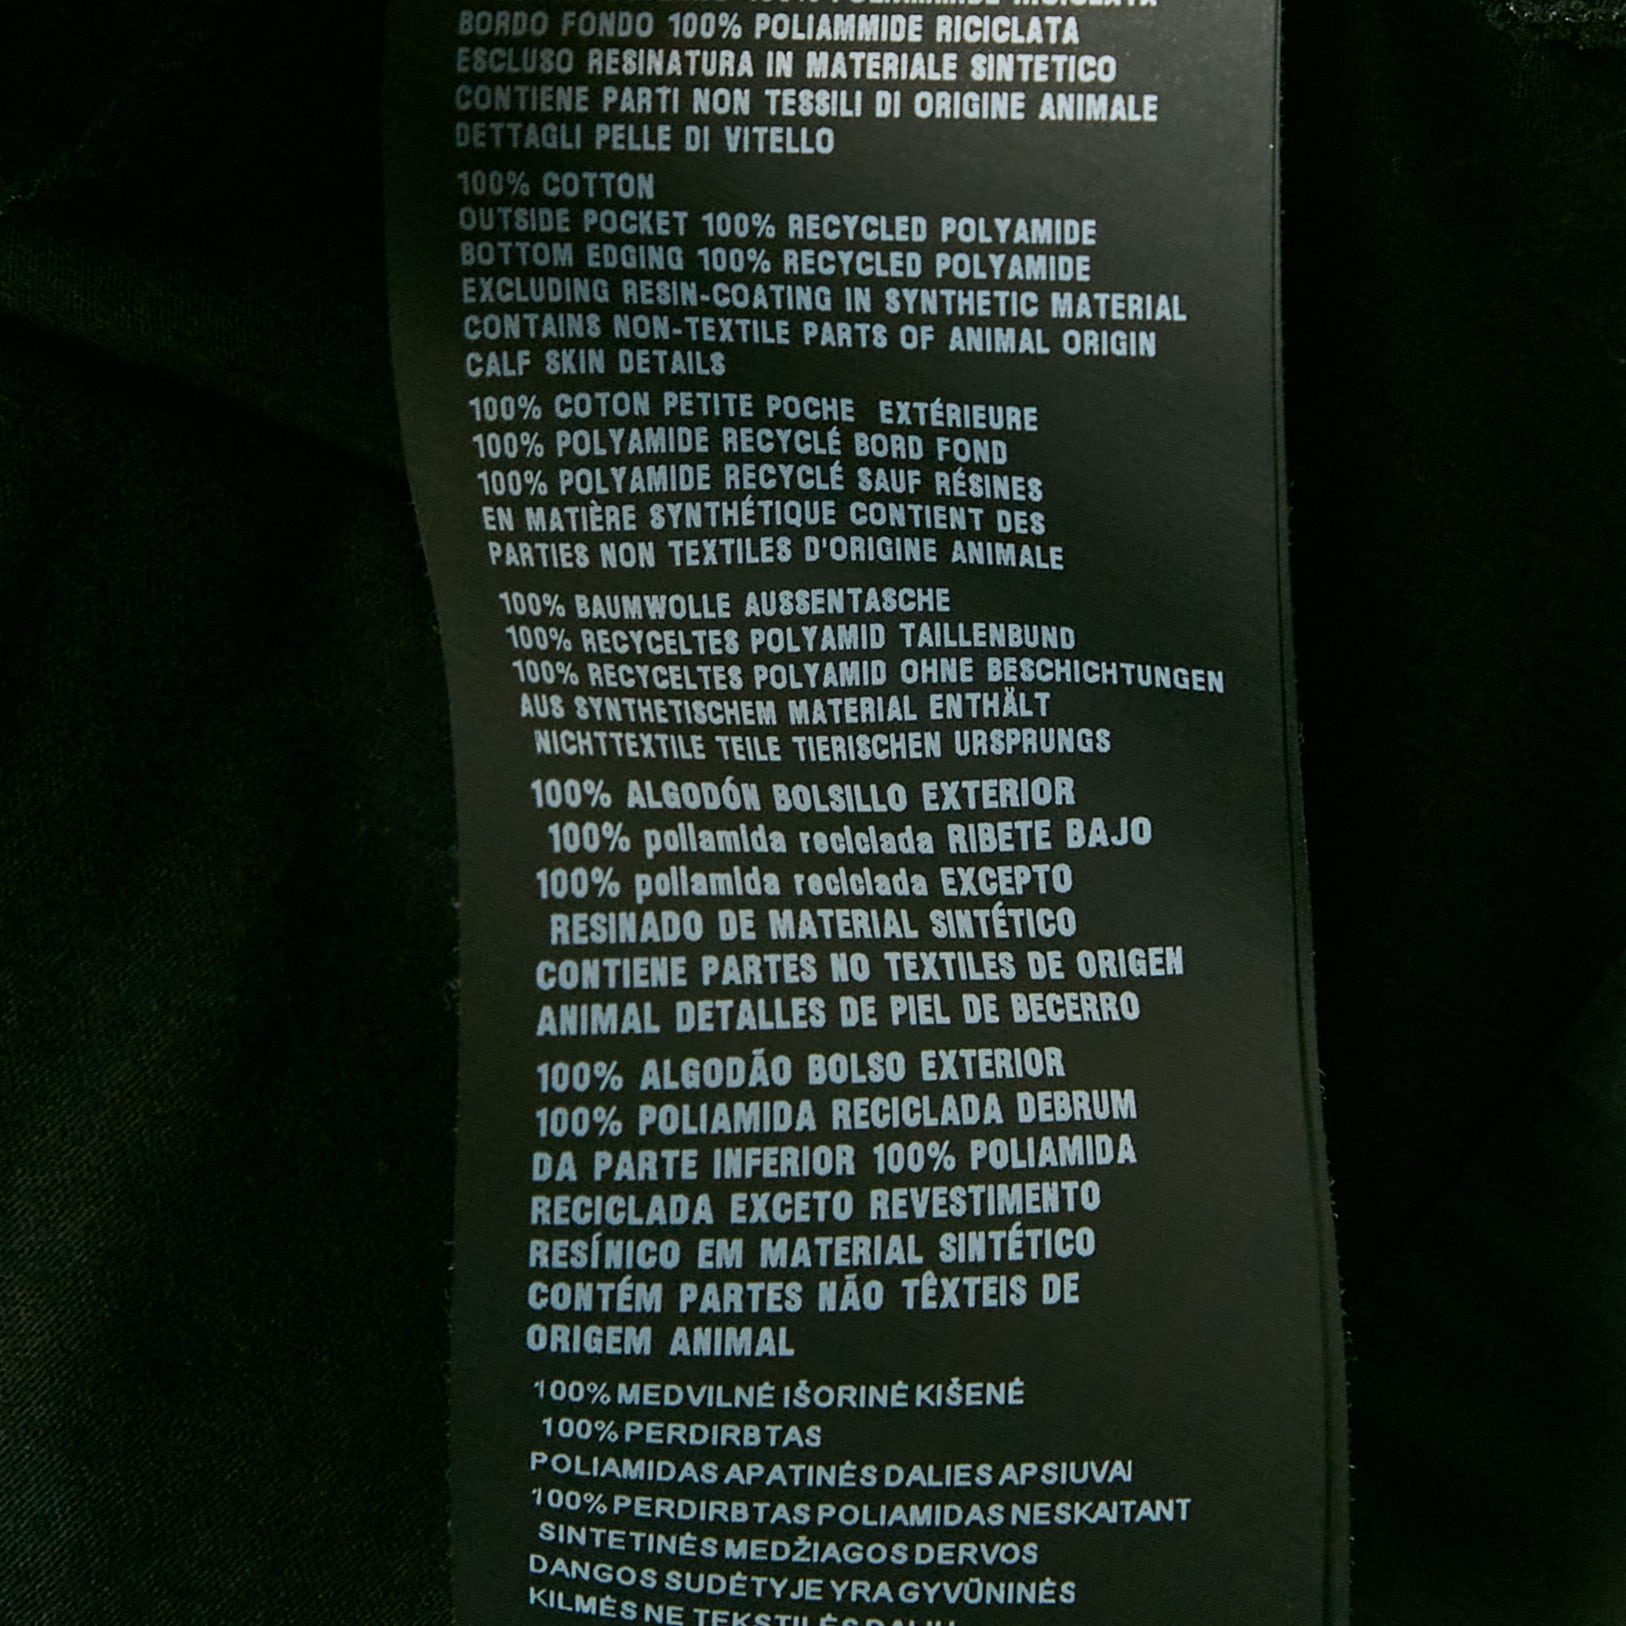 100% POLIAMMIDE RICICLATA
BORDO FONDO 100% POLIAMMIDE RICICLATA
ESCLUSO RESINATURA IN MATERIALE SINTETICO
CONTIENE PARTI NON TESSILI DI ORIGINE ANIMALE
DETTAGLI PELLE DI VITELLO
100% COTTON
OUTSIDE POCKET 100% RECYCLED POLYAMIDE
BOTTOM EDGING 100% RECYCLED POLYAMIDE
EXCLUDING RESIN-COATING IN SYNTHETIC MATERIAL
CONTAINS NON-TEXTILE PARTS OF ANIMAL ORIGIN
CALF SKIN DETAILS
100% COTON PETITE POCHE EXTÉRIEURE
100% POLYAMIDE RECYCLÉ BORD FOND
100% POLYAMIDE RECYCLÉ SAUF RÉSINES
EN MATIÈRE SYNTHÉTIQUE CONTIENT DES
PARTIES NON TEXTILES D'ORIGINE ANIMALE
100% BAUMWOLLE AUSSENTASCHE
100% RECYCELTES POLYAMID TAILLENBUND
100% RECYCELTES POLYAMID OHNE BESCHICHTUNGEN
AUS SYNTHETISCHEM MATERIAL ENTHÄLT
NICHTTEXTILE TEILE TIERISCHEN URSPRUNGS
100% ALGODÓN BOLSILLO EXTERIOR
100% poliamida reciclada RIBETE BAJO
100% poliamida reciclada EXCEPTO
RESINADO DE MATERIAL SINTÉTICO
CONTIENE PARTES NO TEXTILES DE ORIGEN
ANIMAL DETALLES DE PIEL DE BECERRO
100% ALGODÃO BOLSO EXTERIOR
100% POLIAMIDA RECICLADA DEBRUM
DA PARTE INFERIOR 100% POLIAMIDA
RECICLADA EXCETO REVESTIMENTO
RESÍNICO EM MATERIAL SINTÉTICO
CONTÉM PARTES NÃO TÊXTEIS DE
ORIGEM ANIMAL
100% MEDVILNĖ IŠORINĖ KIŠENĖ
100% PERDIRBTAS
POLIAMIDAS APATINĖS DALIES APSIUVAI
100% PERDIRBTAS POLIAMIDAS NESKAITANT
SINTETINĖS MEDŽIAGOS DERVOS
DANGOS SUDĖTYJE YRA GYVŪNINĖS
KILMĖS NE TEKSTILĖS